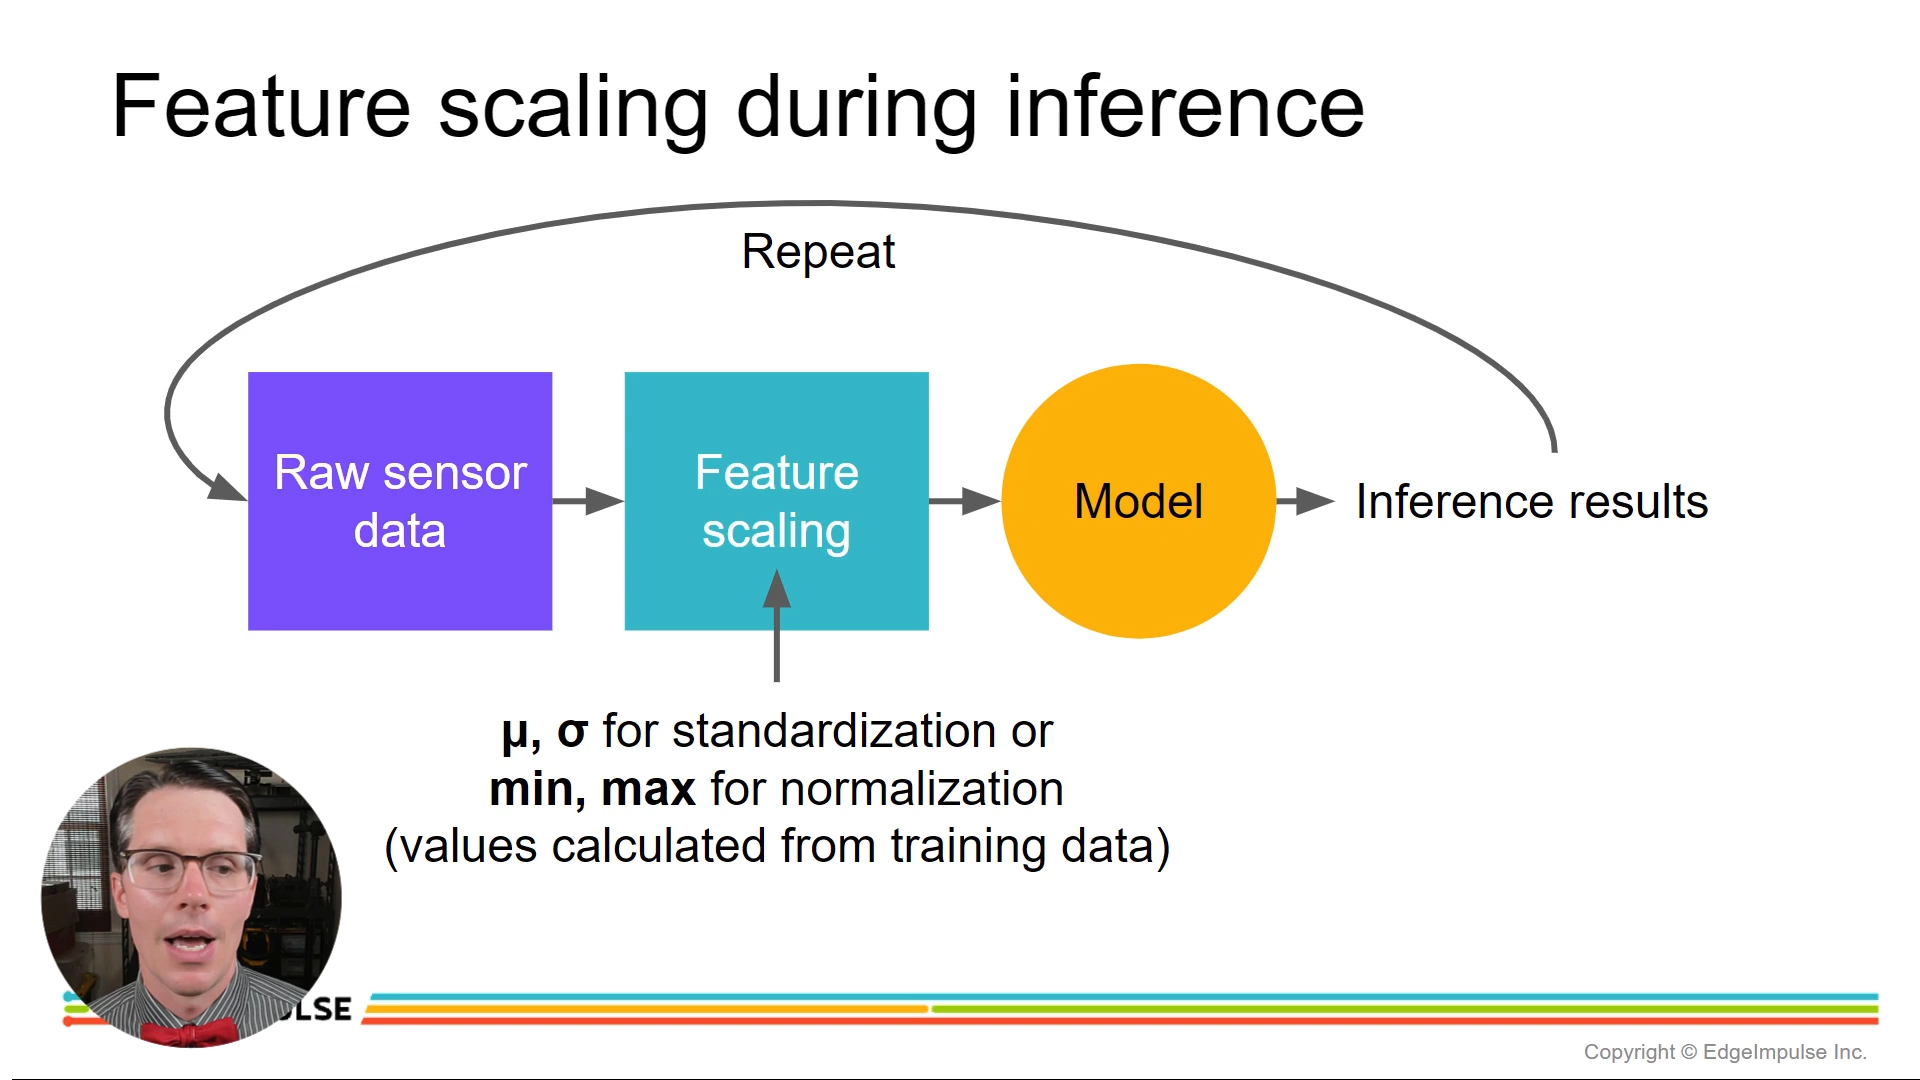 Feature scaling during inference
Repeat
Raw sensor
data
Feature
scaling
Model
Inference results
μ, σ for standardization or
min, max for normalization
(values calculated from training data)
Copyright © EdgeImpulse Inc.